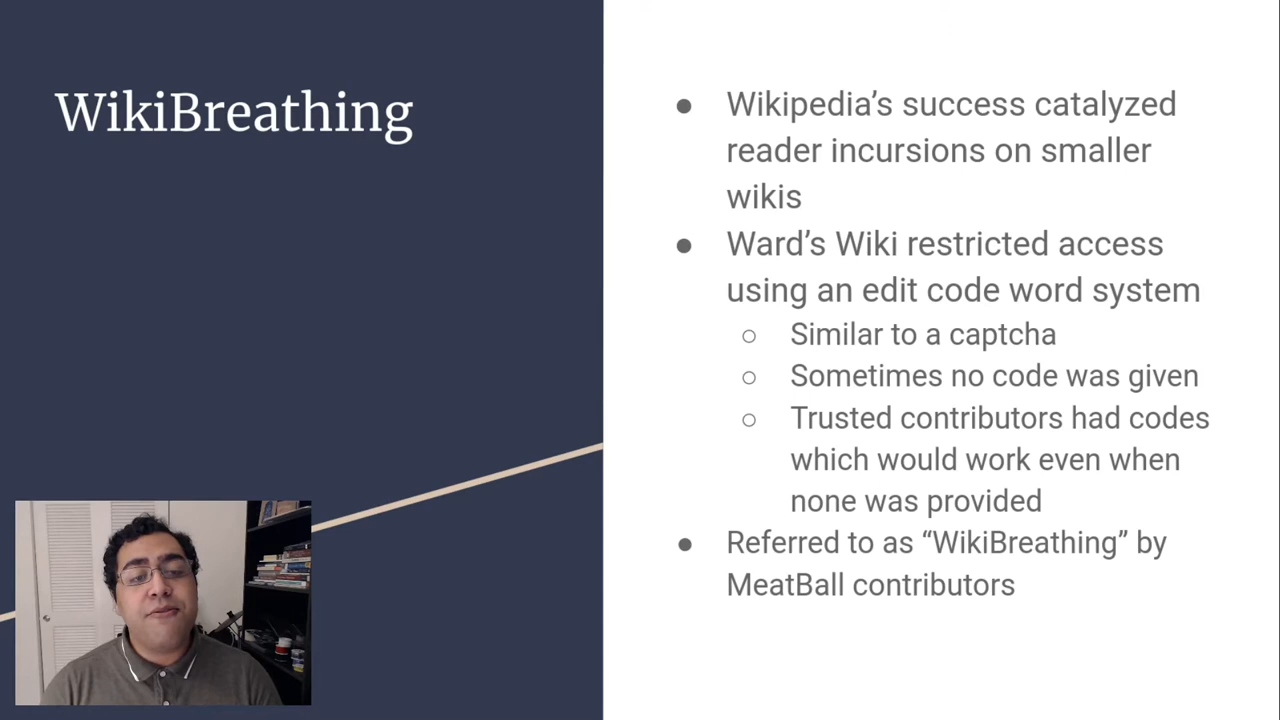 WikiBreathing
● Wikipedia’s success catalyzed
reader incursions on smaller
wikis
● Ward’s Wiki restricted access
using an edit code word system
○ Similar to a captcha
○ Sometimes no code was given
○ Trusted contributors had codes
which would work even when
none was provided
● Referred to as “WikiBreathing” by
MeatBall contributors